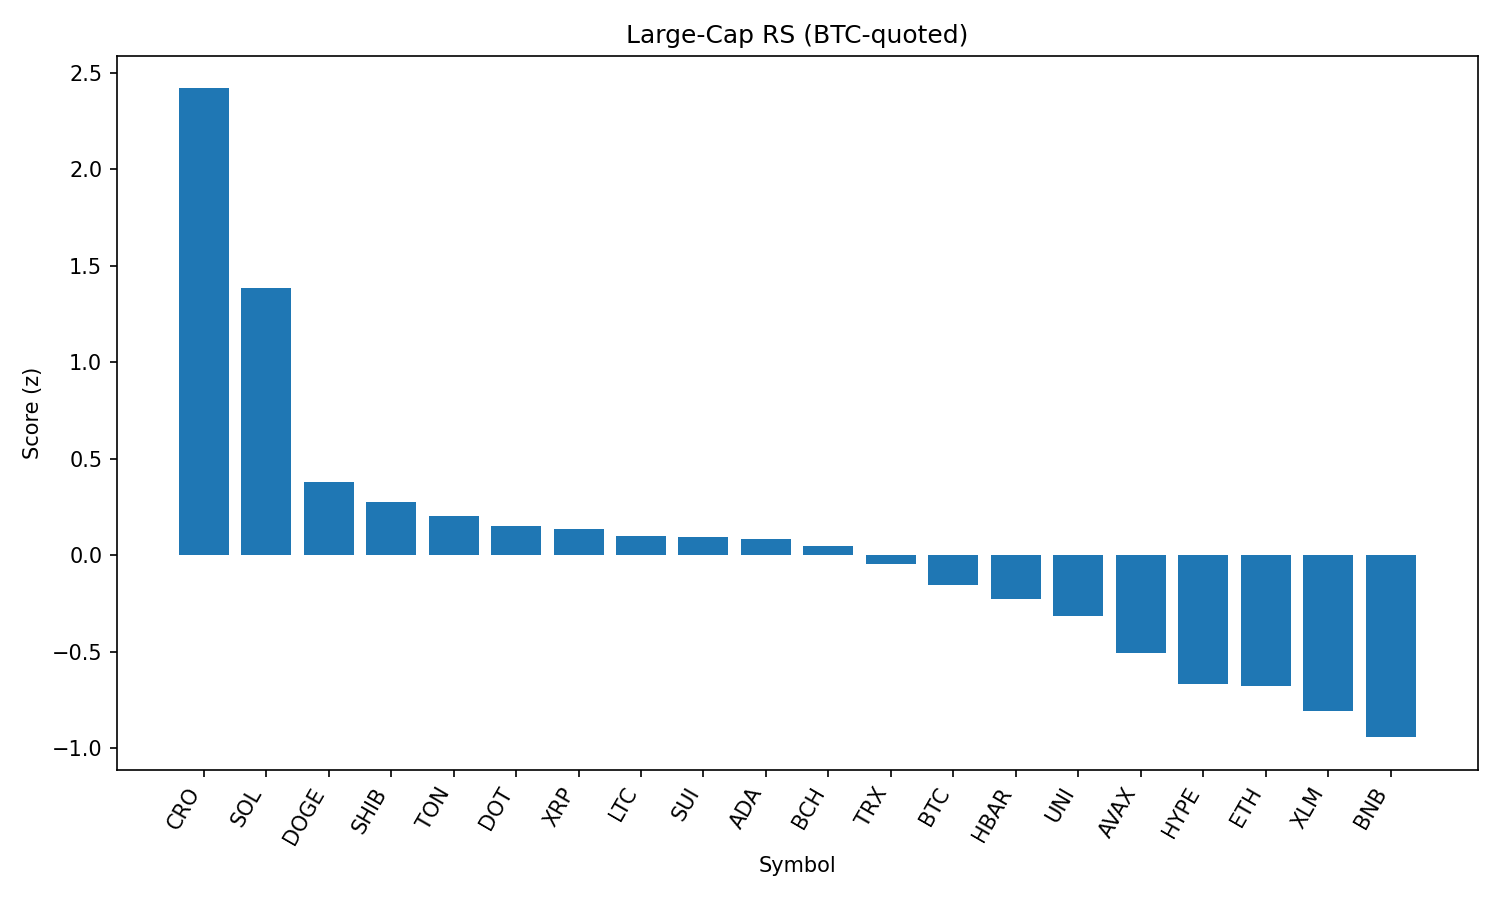 Large-Cap RS (BTC-quoted)
Score (z)
2.5
2.0
1.5
1.0
0.5
0.0
−0.5
−1.0
CRO
SOL
DOGE
SHIB
TON
DOT
XRP
LTC
SUI
ADA
BCH
TRX
BTC
HBAR
UNI
AVAX
HYPE
ETH
XLM
BNB
Symbol